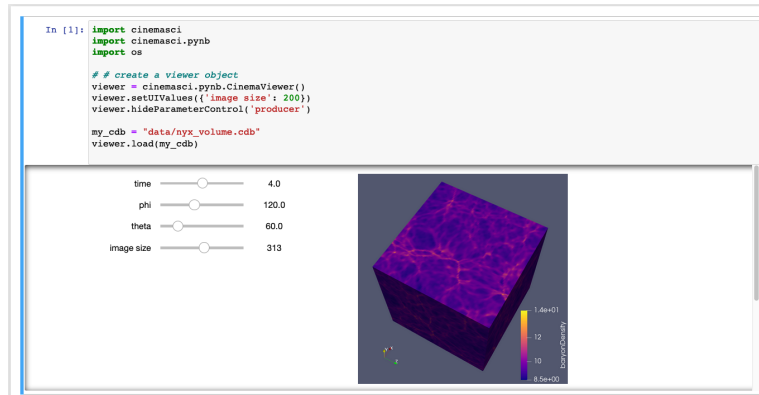 In [1]: import cinemasci
import cinemasci.pynb
import os
# # create a viewer object
viewer = cinemasci.pynb.CinemaViewer()
viewer.setUIValues({'image size': 200})
viewer.hideParameterControl('producer')
my_cdb = "data/nyx_volume.cdb"
viewer.load(my_cdb)
time 4.0
phi 120.0
theta 60.0
image size 313
1.4e+01
12
10
8.5e+00
baryonDensity